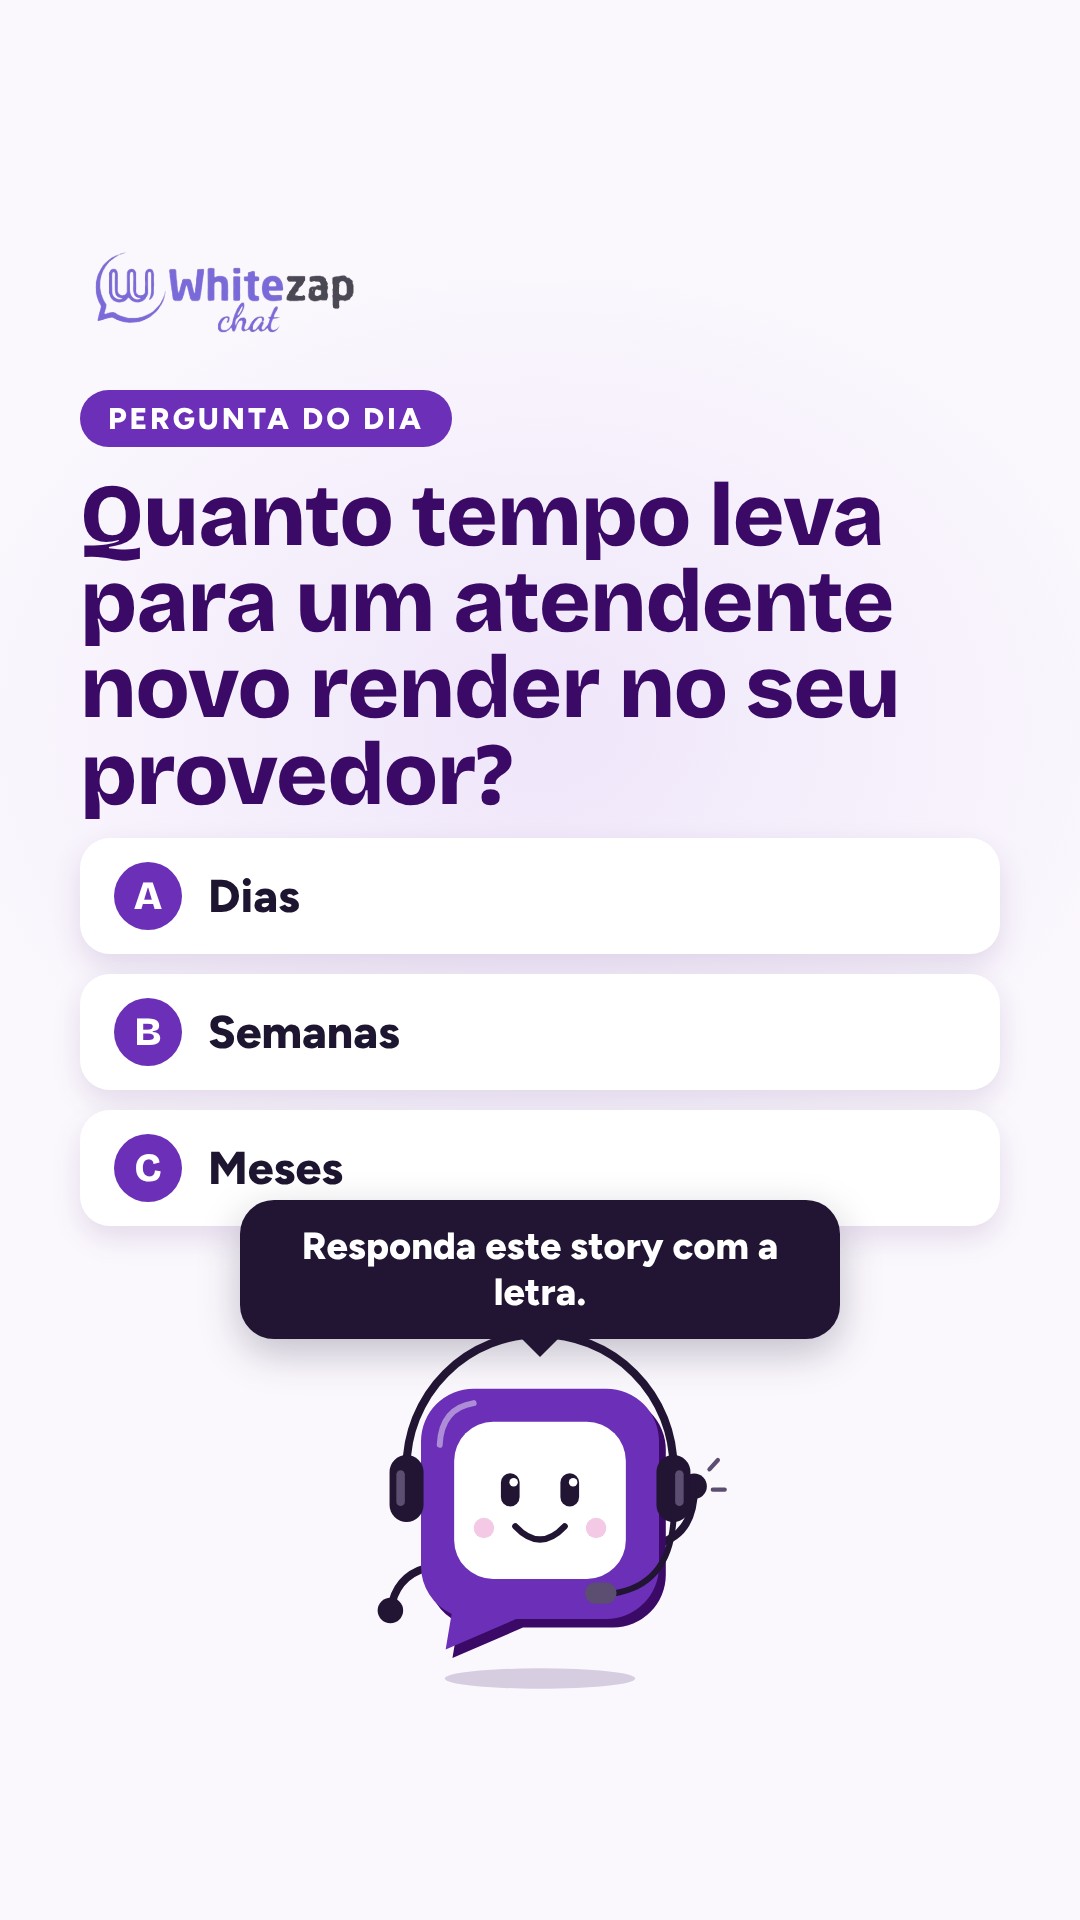 Whitezap
chat
PERGUNTA DO DIA
Quanto tempo leva
para um atendente
novo render no seu
provedor?
A Dias
B Semanas
C Meses
Responda este story com a
letra.